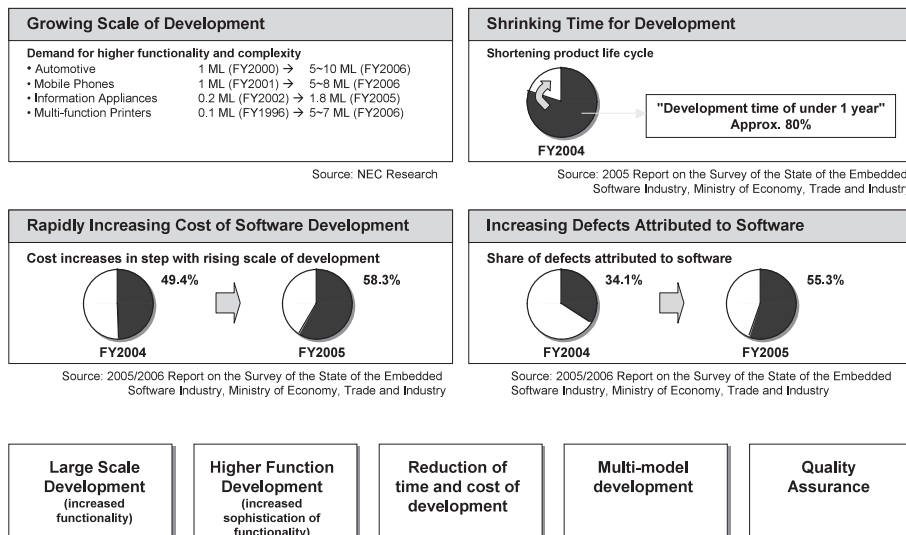 Growing Scale of Development
Demand for higher functionality and complexity
• Automotive 1 ML (FY2000) → 5~10 ML (FY2006)
• Mobile Phones 1 ML (FY2001) → 5~8 ML (FY2006
• Information Appliances 0.2 ML (FY2002) → 1.8 ML (FY2005)
• Multi-function Printers 0.1 ML (FY1996) → 5~7 ML (FY2006)
Source: NEC Research
Shrinking Time for Development
Shortening product life cycle
"Development time of under 1 year"
Approx. 80%
FY2004
Source: 2005 Report on the Survey of the State of the Embedded
Software Industry, Ministry of Economy, Trade and Industry
Rapidly Increasing Cost of Software Development
Cost increases in step with rising scale of development
49.4%
58.3%
FY2004
FY2005
Source: 2005/2006 Report on the Survey of the State of the Embedded
Software Industry, Ministry of Economy, Trade and Industry
Increasing Defects Attributed to Software
Share of defects attributed to software
34.1%
55.3%
FY2004
FY2005
Source: 2005/2006 Report on the Survey of the State of the Embedded
Software Industry, Ministry of Economy, Trade and Industry
Large Scale
Development
(increased
functionality)
Higher Function
Development
(increased
sophistication of
functionality)
Reduction of
time and cost of
development
Multi-model
development
Quality
Assurance